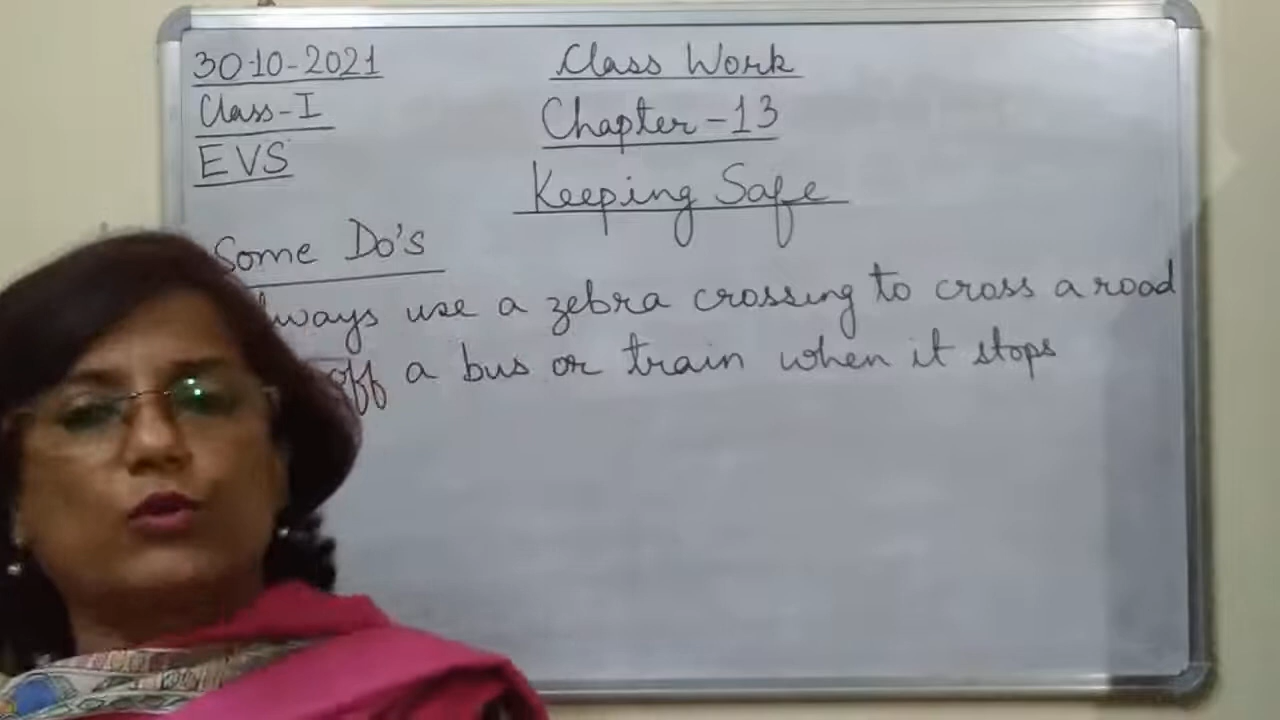 30-10-2021
Class Work
Class-I
Chapter-13
EVS
Keeping Safe
Some Do's
always use a zebra crossing to cross a road
off a bus or train when it stops